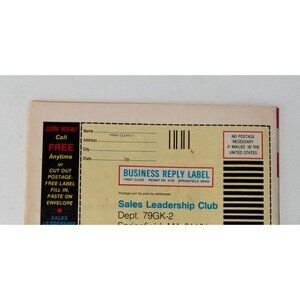 JOIN NOW!
Call
FREE
Anytime
or
CUT OUT
POSTAGE-
FREE LABEL
FILL IN,
PASTE ON
ENVELOPE
SALES
LEADERSHIP
Name
PRINT CLEARLY
Address
City
State
Zip
NO POSTAGE
NECESSARY
IF MAILED IN THE
UNITED STATES
BUSINESS REPLY LABEL
FIRST CLASS PERMIT NO. SPRINGFIELD MASS
Postage will be paid by addressee
Sales Leadership Club
Dept. 79GK-2